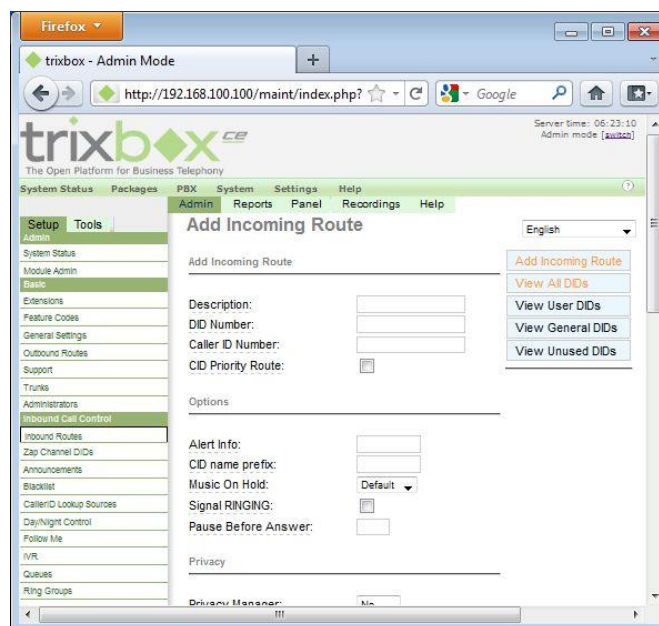 Firefox
trixbox - Admin Mode
http://192.168.100.100/maint/index.php?
Google
trixbox ce
The Open Platform for Business Telephony
Server time: 06:23:10
Admin mode [switch]
System Status Packages PBX System Settings Help
Admin Reports Panel Recordings Help
Setup Tools
Admin
System Status
Module Admin
Basic
Extensions
Feature Codes
General Settings
Outbound Routes
Support
Trunks
Administrators
Inbound Call Control
Inbound Routes
Zap Channel DIDs
Announcements
Blacklist
CallerID Lookup Sources
Day/Night Control
Follow Me
IVR
Queues
Ring Groups
Add Incoming Route
Add Incoming Route
Description:
DID Number:
Caller ID Number:
CID Priority Route:
Options
Alert Info:
CID name prefix:
Music On Hold: Default
Signal RINGING:
Pause Before Answer:
Privacy
Privacy Manager: No
English
Add Incoming Route
View All DIDs
View User DIDs
View General DIDs
View Unused DIDs